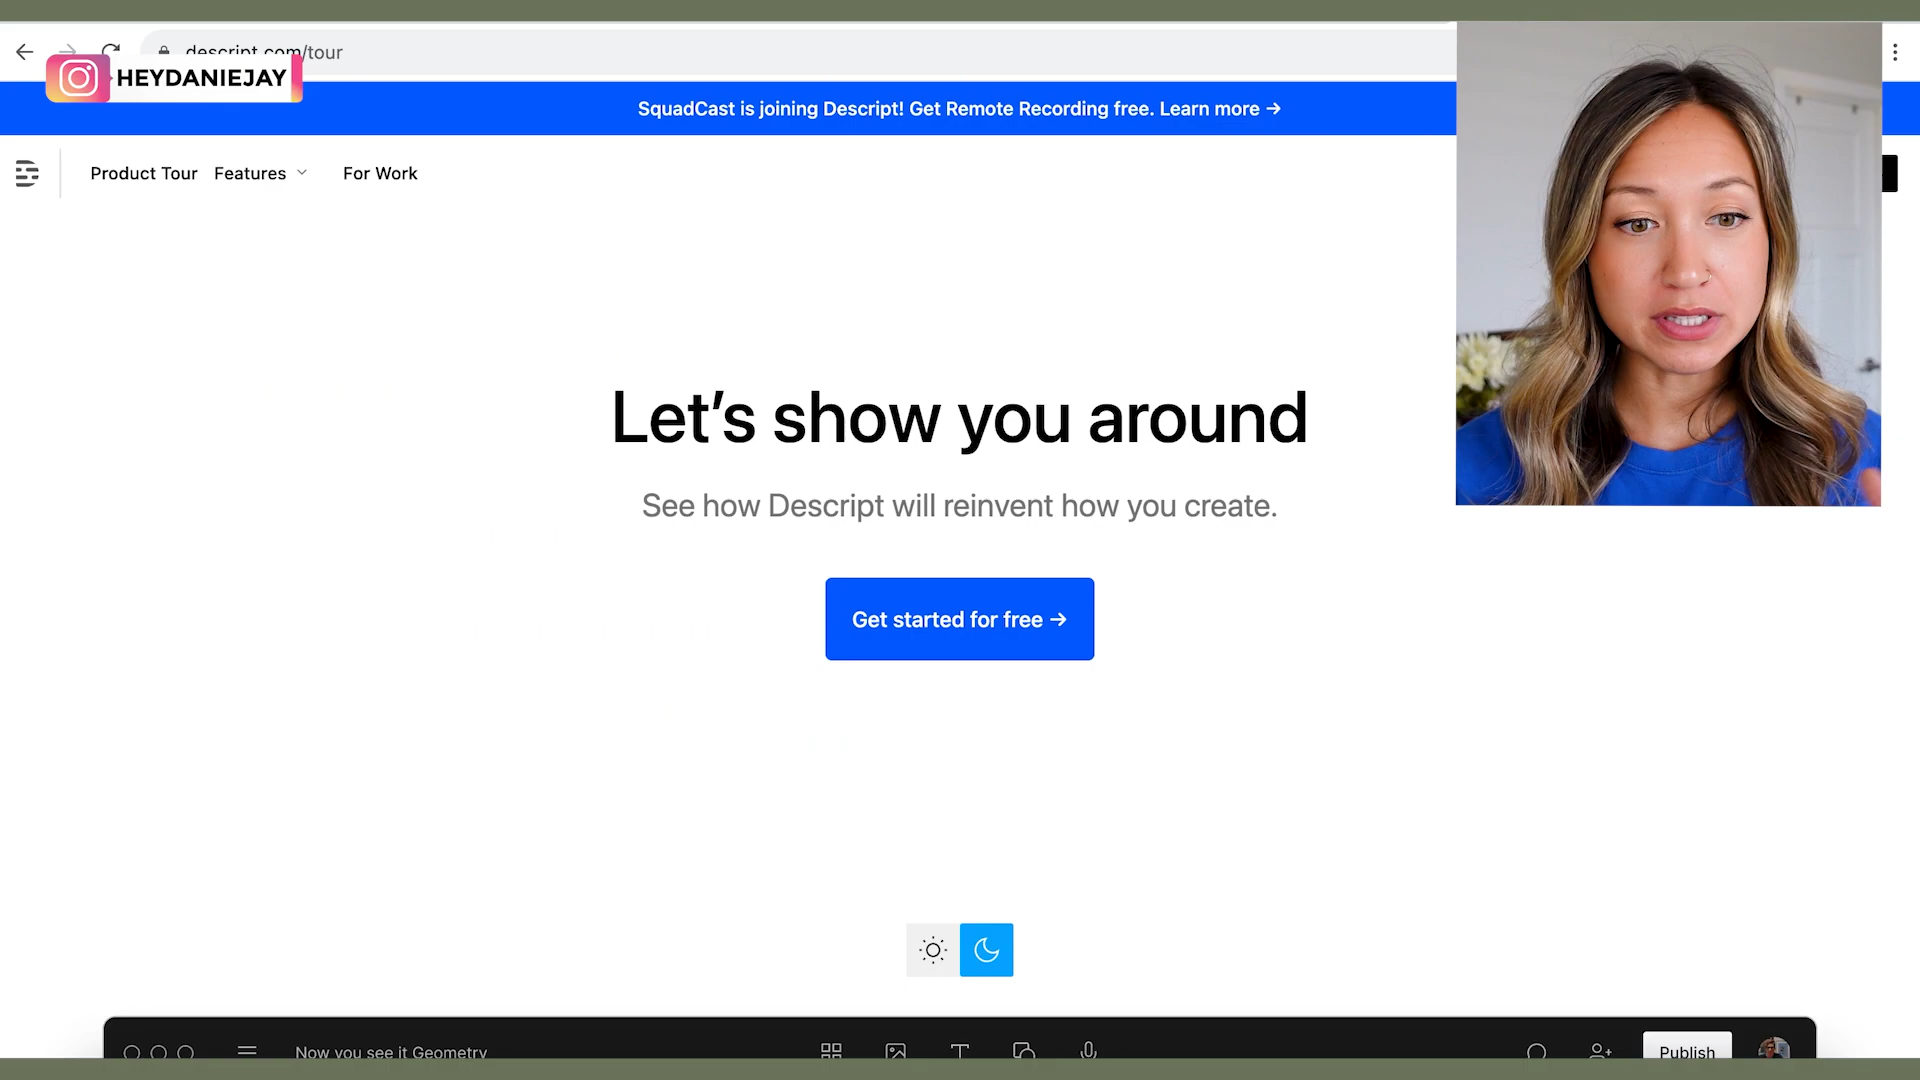 descript.com/tour
HEYDANIEJAY
SquadCast is joining Descript! Get Remote Recording free. Learn more →
Product Tour Features For Work
Let’s show you around
See how Descript will reinvent how you create.
Get started for free →
Now you see it Geometry
Publish